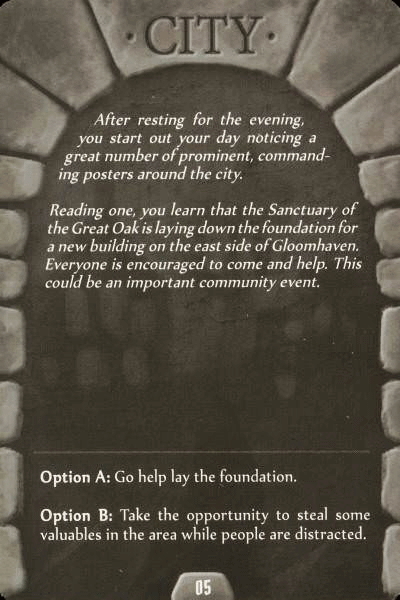 · CITY ·
After resting for the evening,
you start out your day noticing a
great number of prominent, command-
ing posters around the city.
Reading one, you learn that the Sanctuary of
the Great Oak is laying down the foundation for
a new building on the east side of Gloomhaven.
Everyone is encouraged to come and help. This
could be an important community event.
Option A: Go help lay the foundation.
Option B: Take the opportunity to steal some
valuables in the area while people are distracted.
05